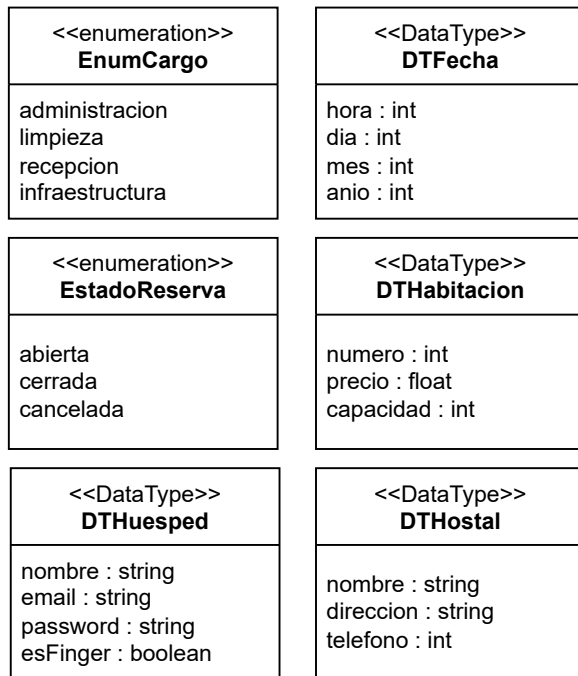 <<enumeration>>
EnumCargo
administracion
limpieza
recepcion
infraestructura
<<DataType>>
DTFecha
hora : int
dia : int
mes : int
anio : int
<<enumeration>>
EstadoReserva
abierta
cerrada
cancelada
<<DataType>>
DTHabitacion
numero : int
precio : float
capacidad : int
<<DataType>>
DTHuesped
nombre : string
email : string
password : string
esFinger : boolean
<<DataType>>
DTHostal
nombre : string
direccion : string
telefono : int